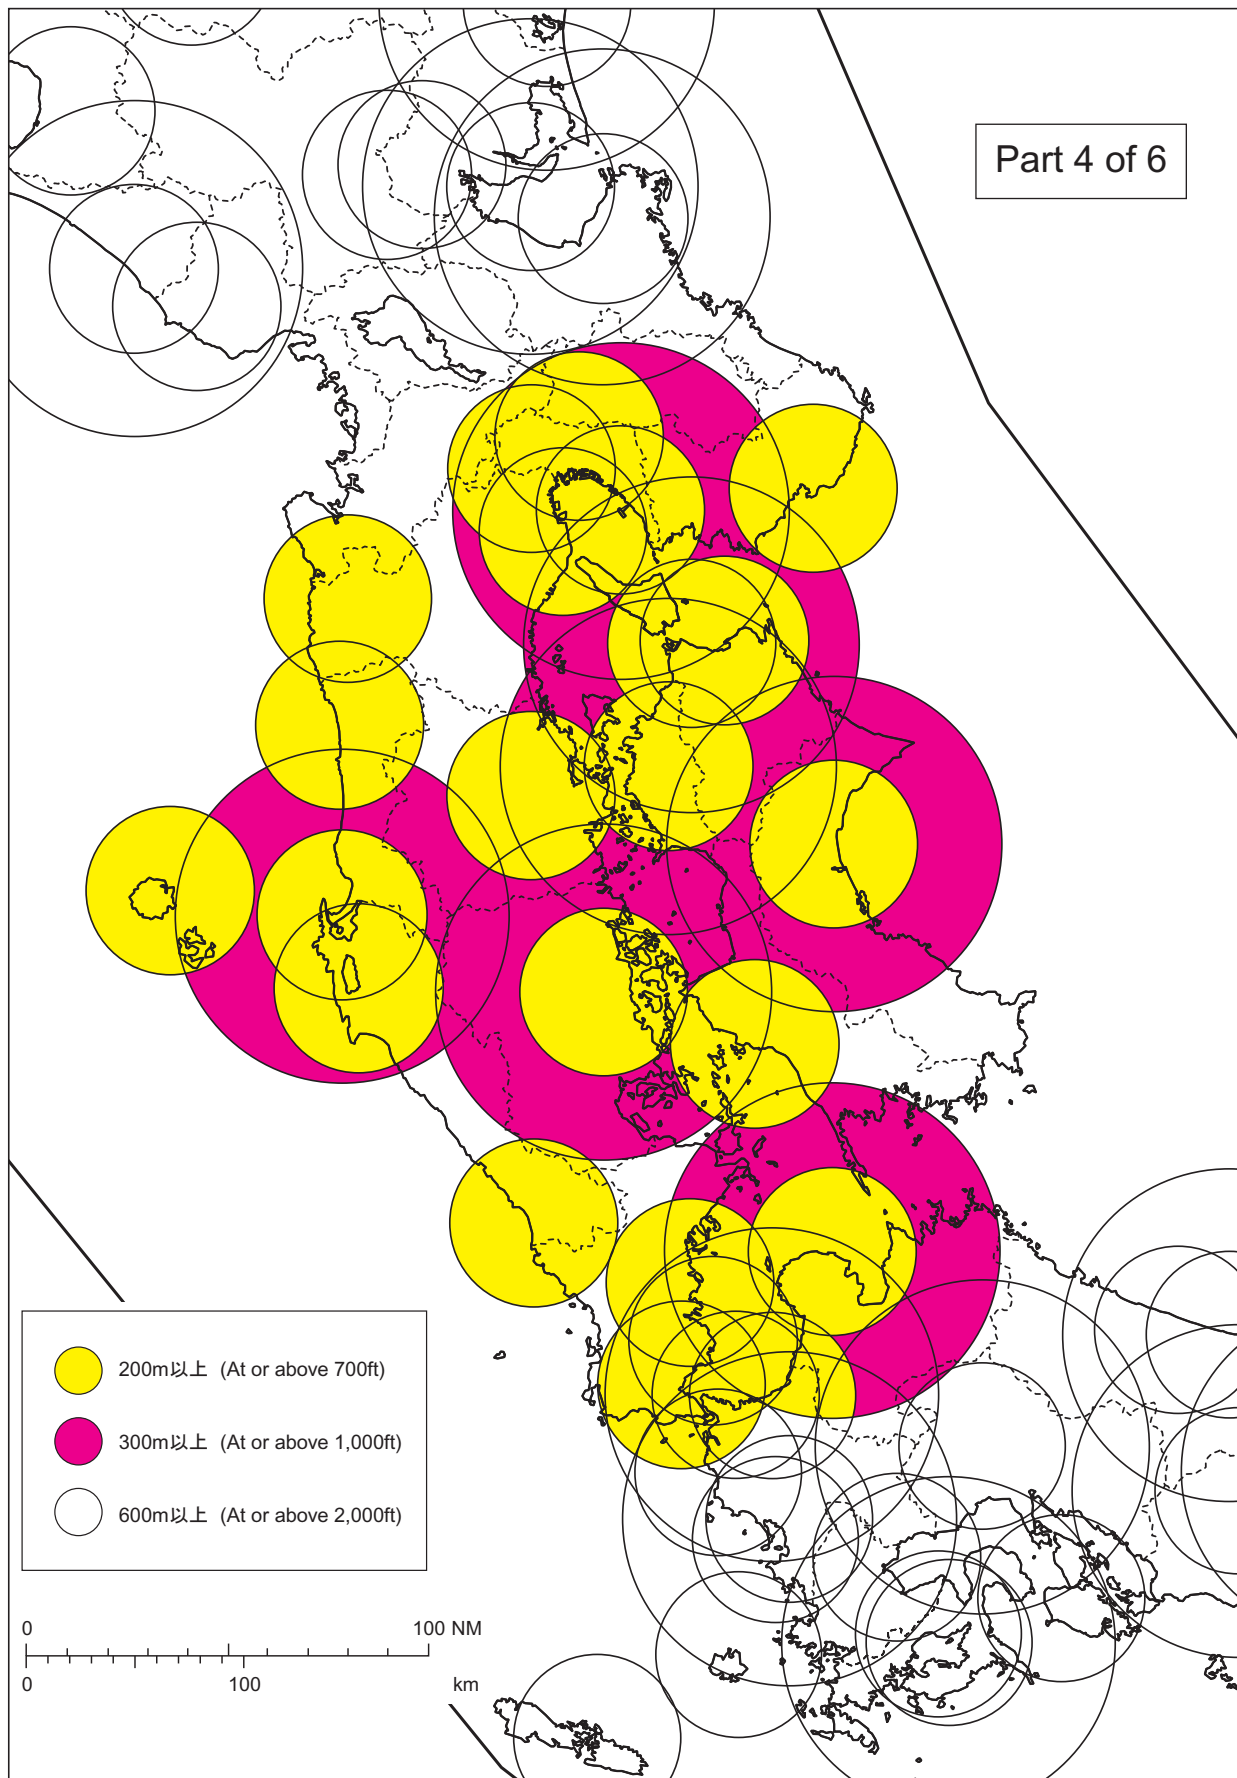 Part 4 of 6
200m以上 (At or above 700ft)
300m以上 (At or above 1,000ft)
600m以上 (At or above 2,000ft)
0 100 NM
0 100 km